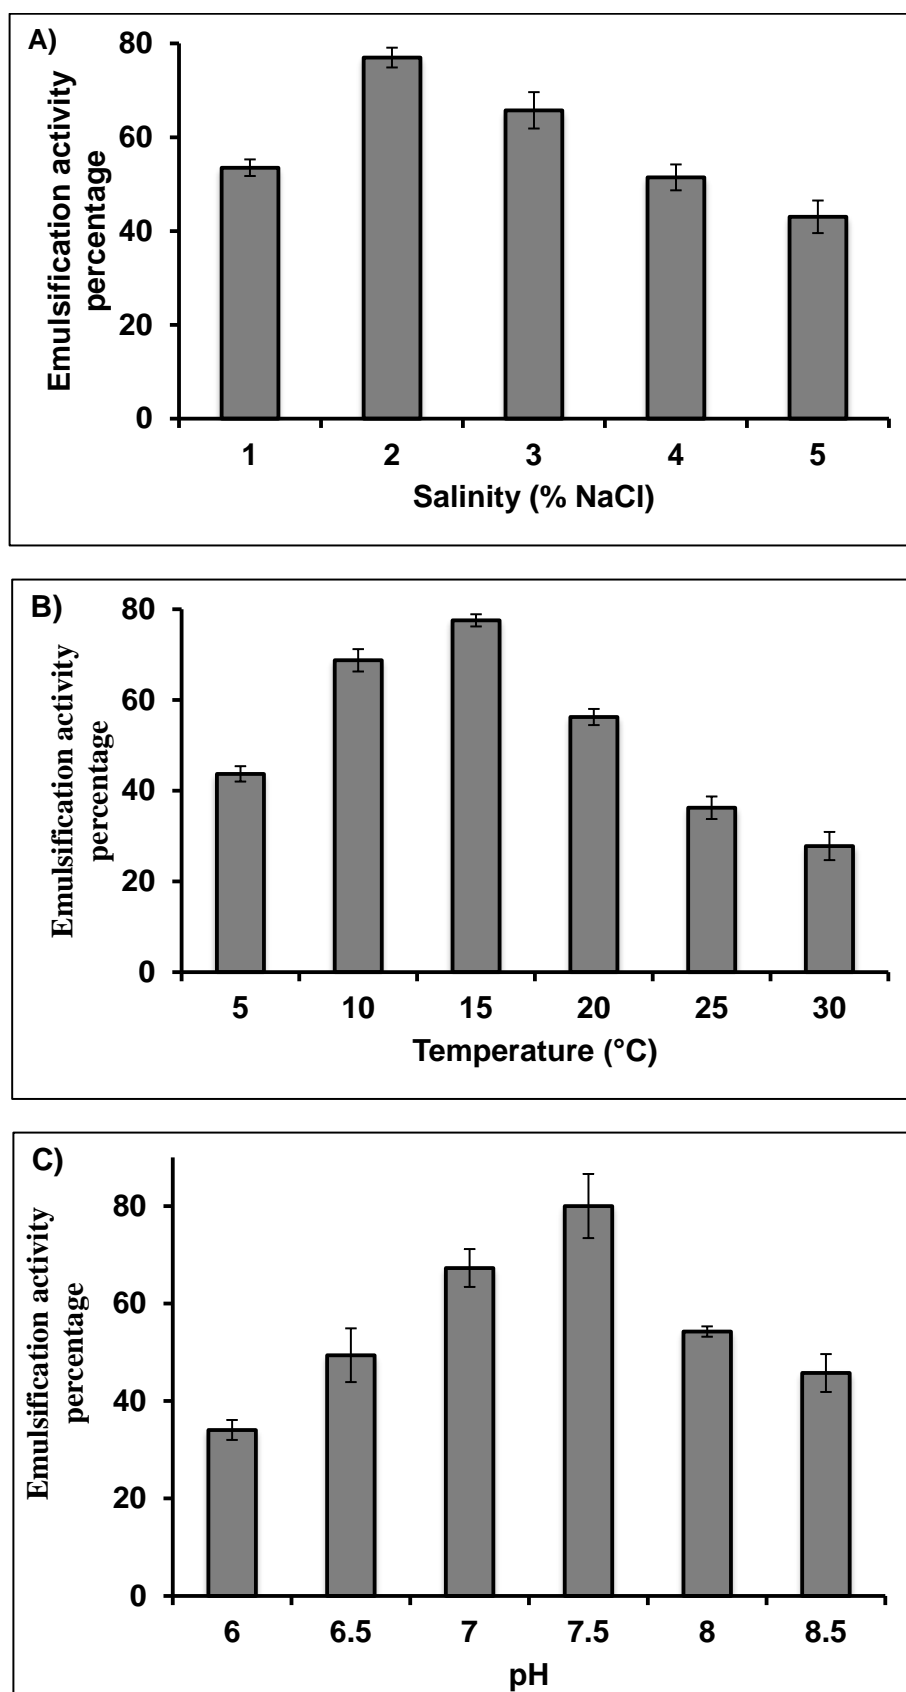 A)
Emulsification activity
percentage
80
60
40
20
0
1 2 3 4 5
Salinity (% NaCl)
B)
Emulsification activity
percentage
80
60
40
20
0
5 10 15 20 25 30
Temperature (°C)
C)
Emulsification activity
percentage
80
60
40
20
0
6 6.5 7 7.5 8 8.5
pH